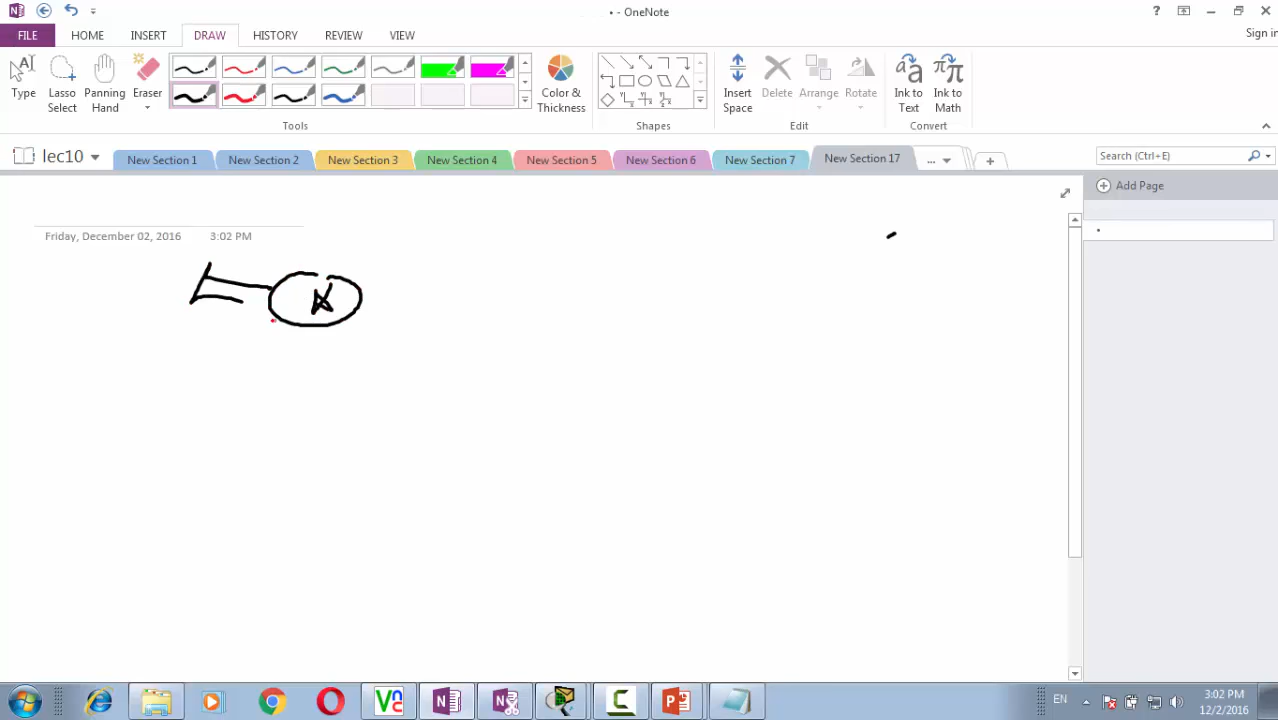 • - OneNote
? 
FILE HOME INSERT DRAW HISTORY REVIEW VIEW Sign in
Type Lasso Select Panning Hand Eraser Color & Thickness Insert Space Delete Arrange Rotate Ink to Text Ink to Math
Tools Shapes Edit Convert
lec10 New Section 1 New Section 2 New Section 3 New Section 4 New Section 5 New Section 6 New Section 7 New Section 17 ... Search (Ctrl+E)
Add Page
Friday, December 02, 2016 3:02 PM
EN 3:02 PM
12/2/2016